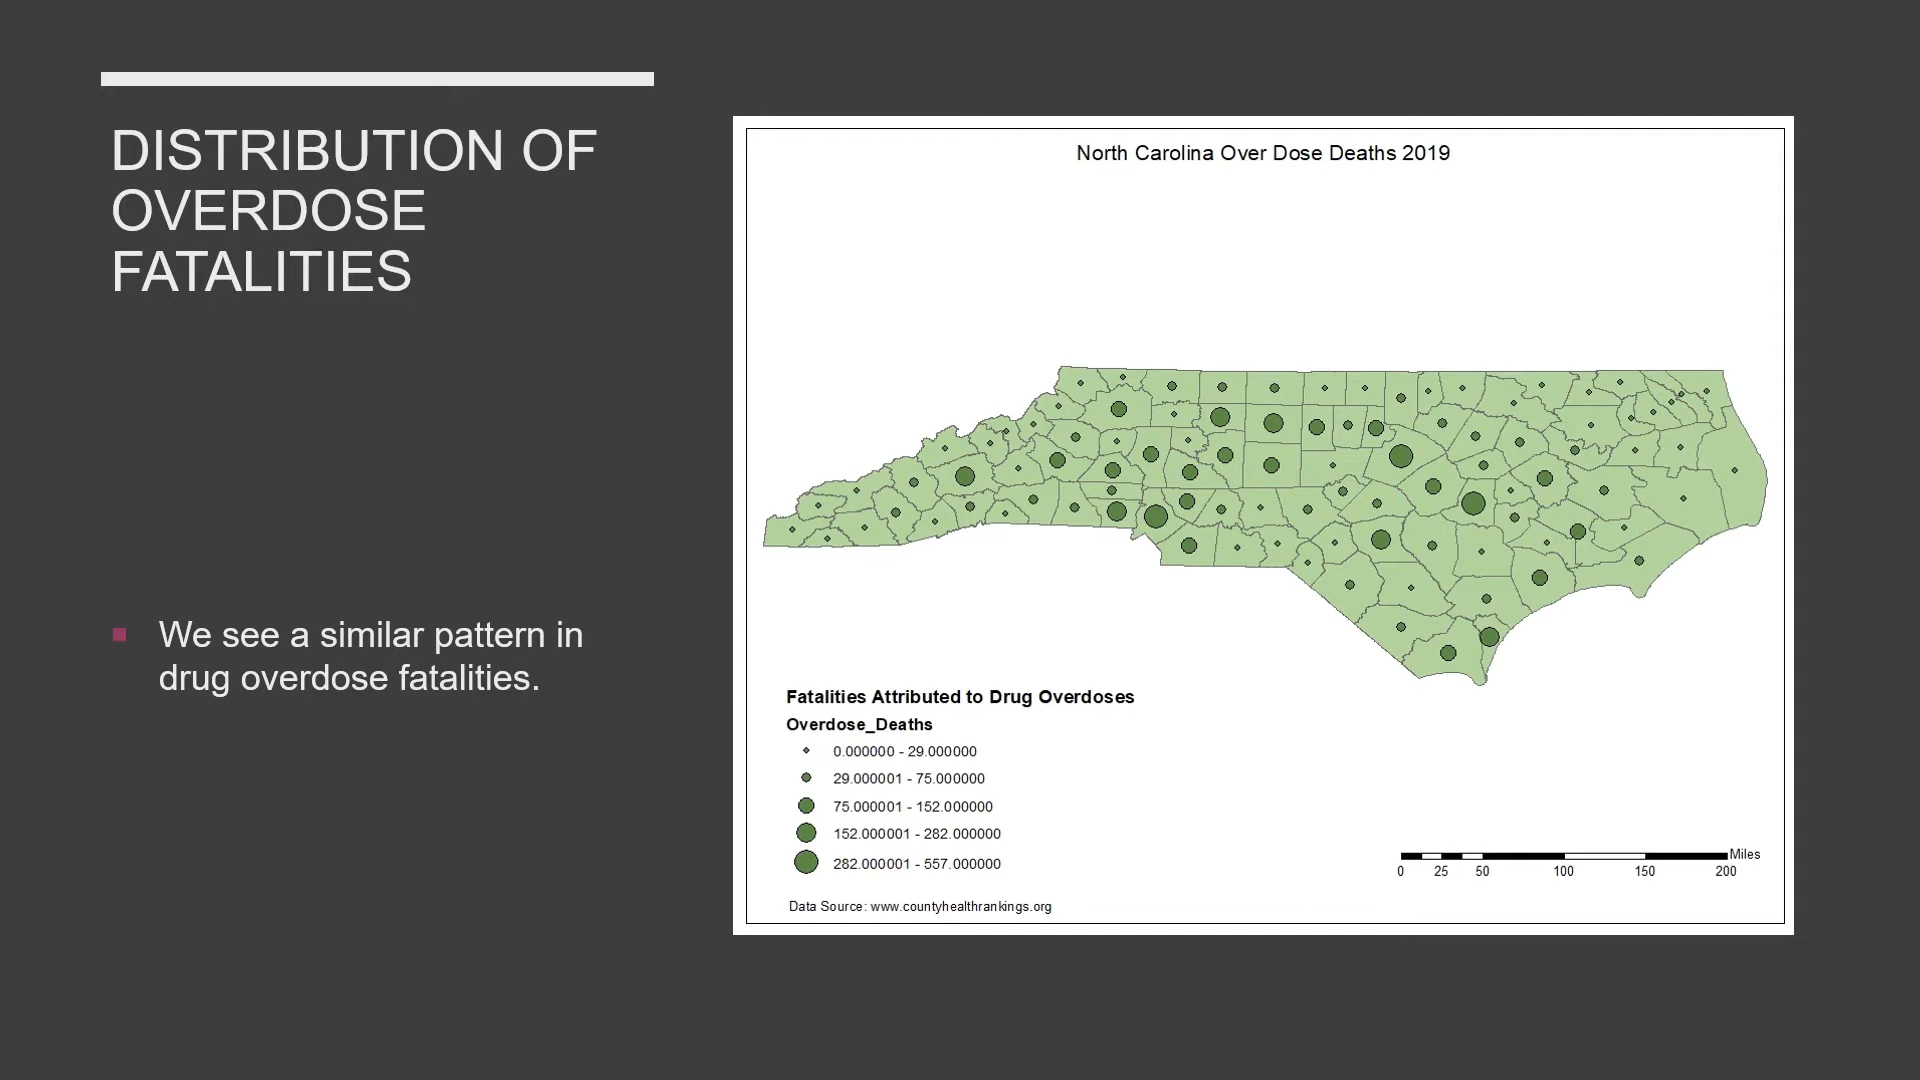 DISTRIBUTION OF
OVERDOSE
FATALITIES
We see a similar pattern in
drug overdose fatalities.
North Carolina Over Dose Deaths 2019
Fatalities Attributed to Drug Overdoses
Overdose_Deaths
0.000000 - 29.000000
29.000001 - 75.000000
75.000001 - 152.000000
152.000001 - 282.000000
282.000001 - 557.000000
Miles
0 25 50 100 150 200
Data Source: www.countyhealthrankings.org